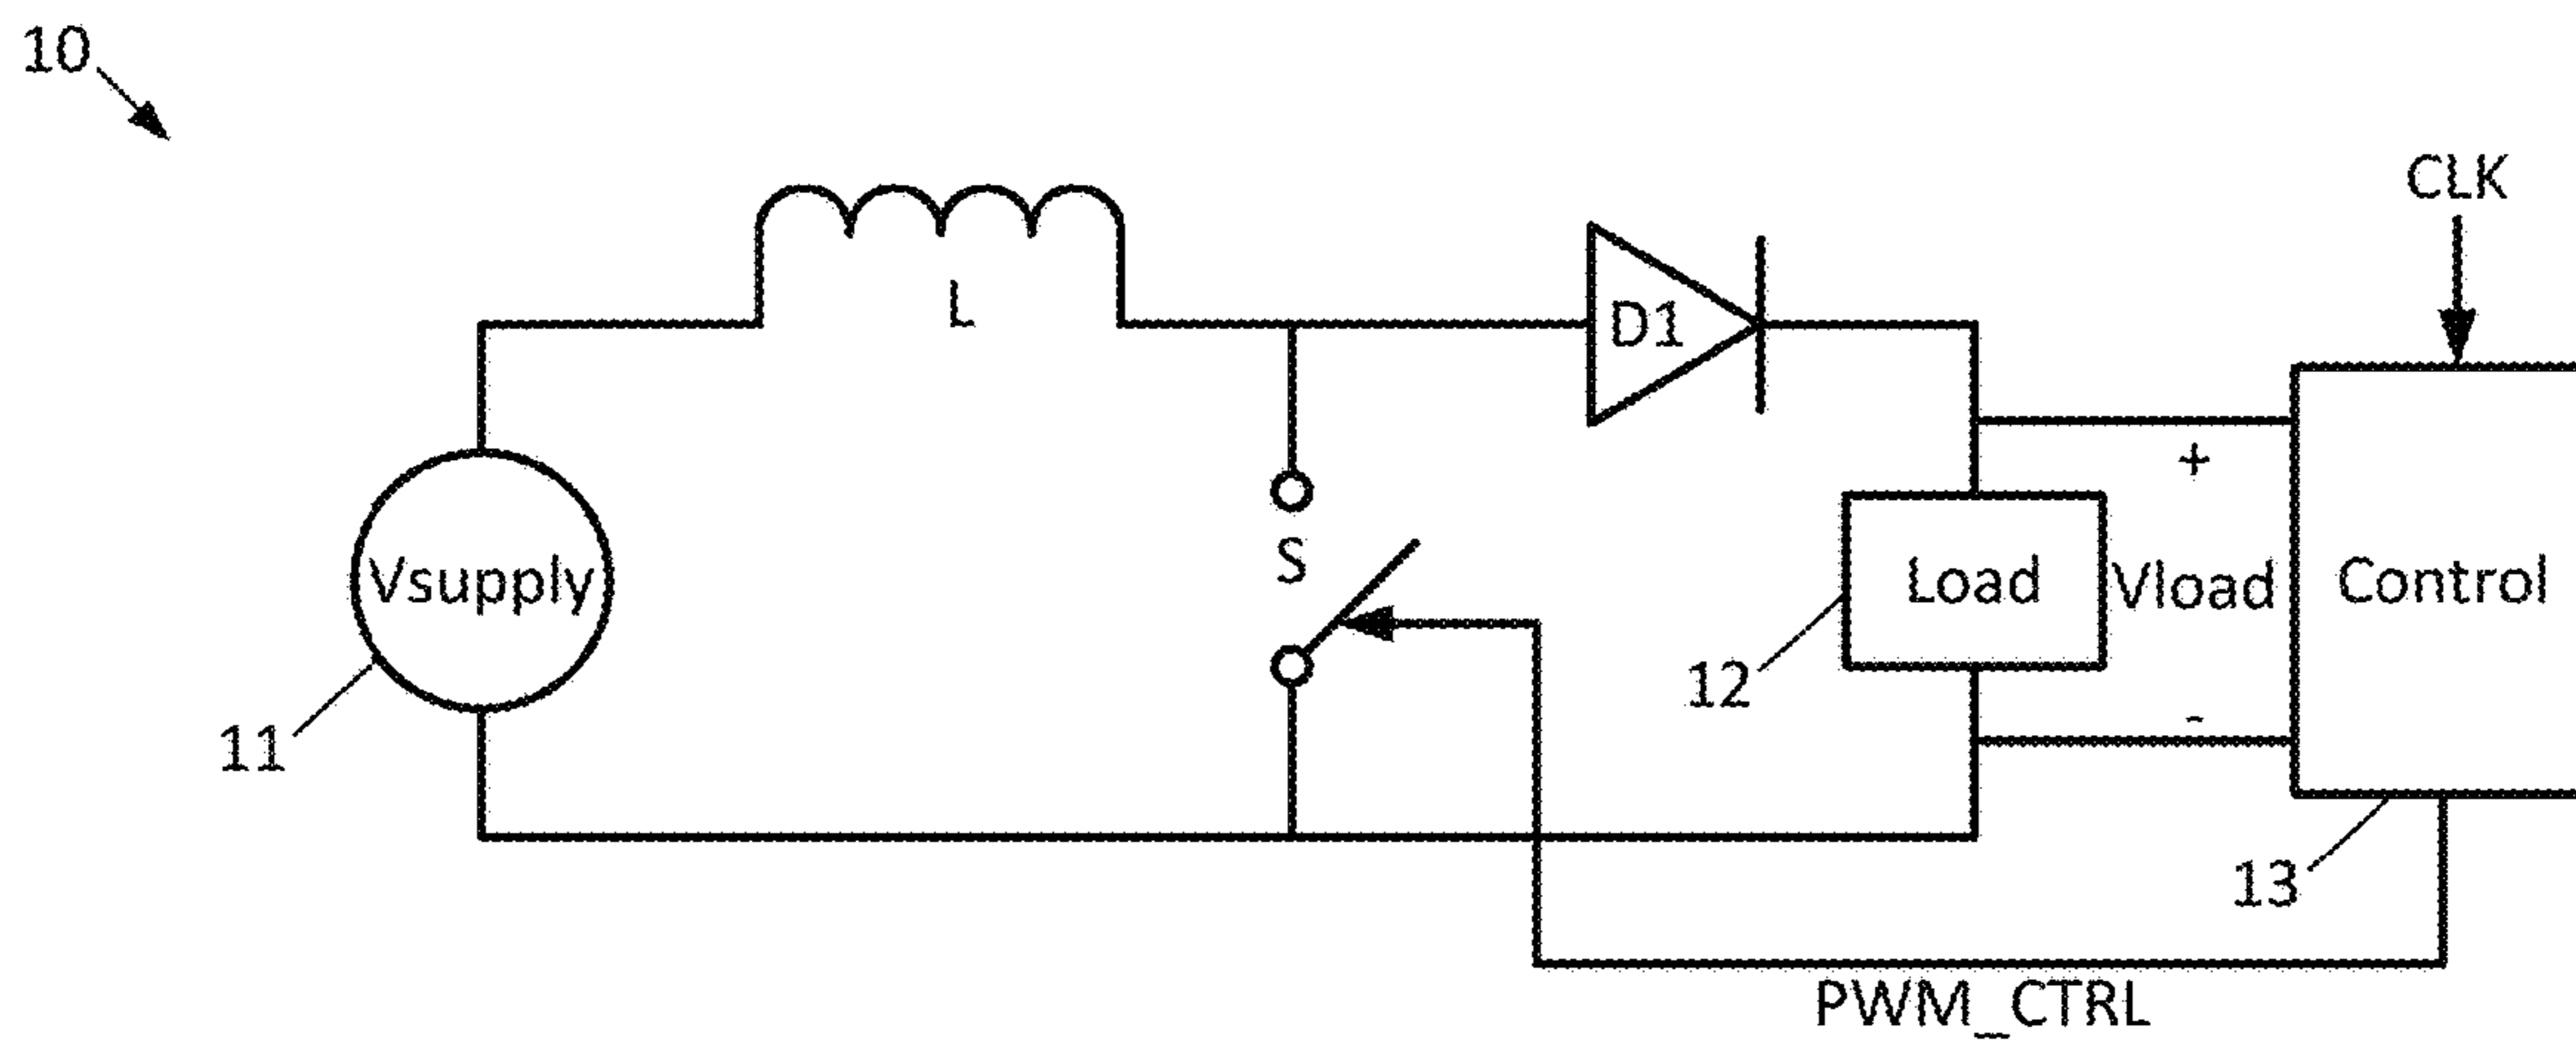 10
CLK
L
D1
+
S
Vsupply
Load
Vload
Control
12
-
11
13
PWM_CTRL